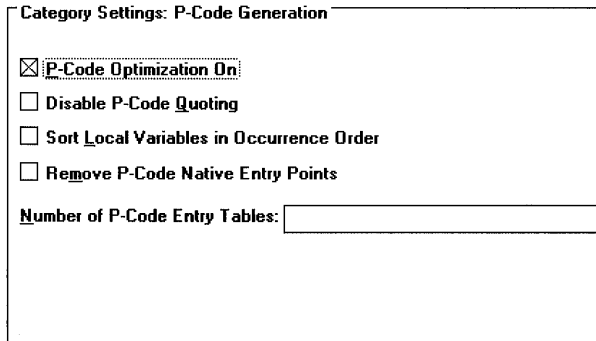 Category Settings: P-Code Generation
P-Code Optimization On
Disable P-Code Quoting
Sort Local Variables in Occurrence Order
Remove P-Code Native Entry Points
Number of P-Code Entry Tables: